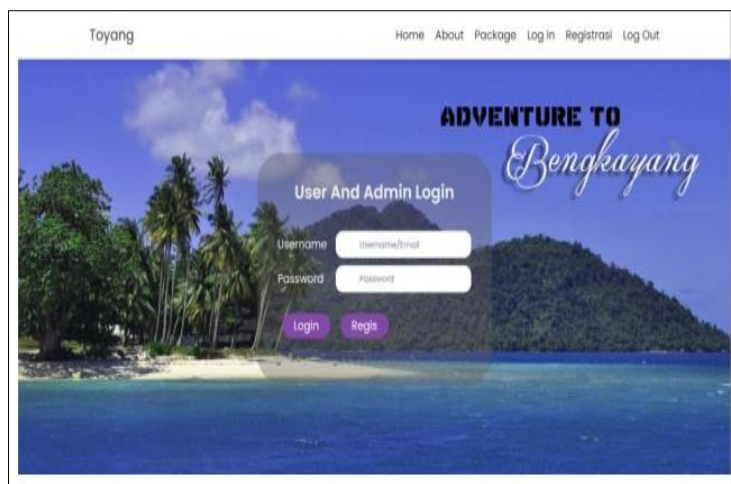 Toyang
Home About Package Log In Registrasi Log Out
ADVENTURE TO
Bengkayang
User And Admin Login
Username Username/Email
Password Password
Login Regis